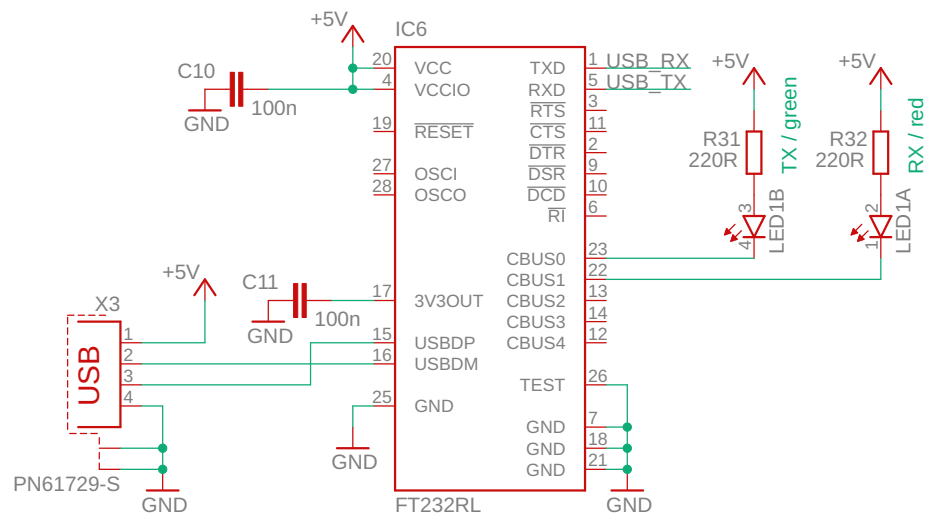 +5V
IC6
C10
100n
GND
20 VCC
4 VCCIO
19 RESET
27 OSCI
28 OSCO
17 3V3OUT
15 USBDP
16 USBDM
25 GND
TXD 1 USB_RX
RXD 5 USB_TX
RTS 3
CTS 11
DTR 2
DSR 9
DCD 10
RI 6
CBUS0 23
CBUS1 22
CBUS2 13
CBUS3 14
CBUS4 12
TEST 26
GND 7
GND 18
GND 21
FT232RL
GND
GND
+5V
R31
220R
TX / green
3
4
LED1B
+5V
R32
220R
RX / red
2
1
LED1A
C11
100n
GND
+5V
X3
USB
1
2
3
4
PN61729-S
GND